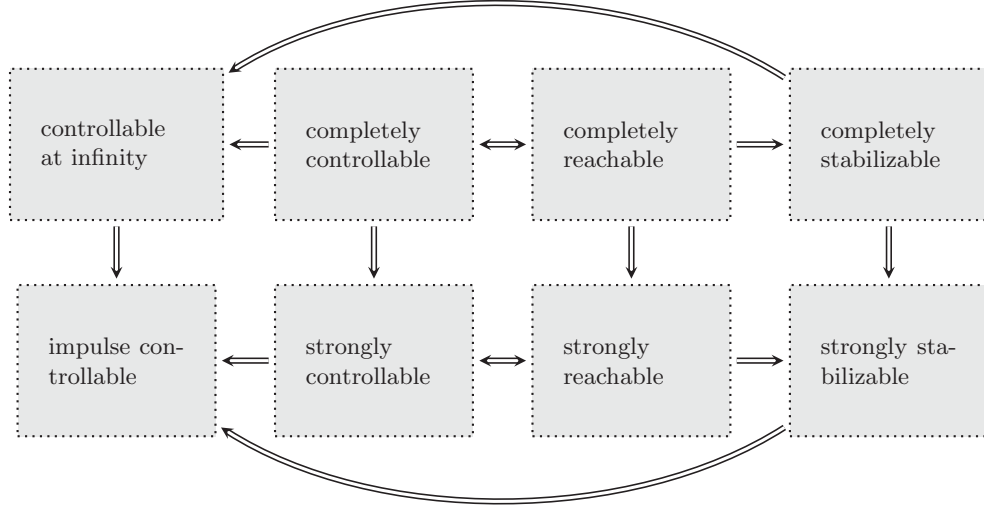 controllable
at infinity
completely
controllable
completely
reachable
completely
stabilizable
impulse con-
trollable
strongly
controllable
strongly
reachable
strongly sta-
bilizable